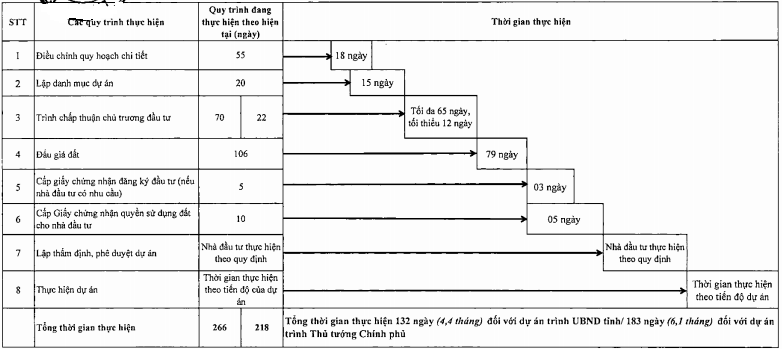 STT
Các quy trình thực hiện
Quy trình đang
thực hiện theo hiện
tại (ngày)
Thời gian thực hiện
1
Điều chỉnh quy hoạch chi tiết
55
18 ngày
2
Lập danh mục dự án
20
15 ngày
3
Trình chấp thuận chủ trương đầu tư
70
22
Tối đa 65 ngày,
tối thiểu 12 ngày
4
Đấu giá đất
106
79 ngày
5
Cấp giấy chứng nhận đăng ký đầu tư (nếu
nhà đầu tư có nhu cầu)
5
03 ngày
6
Cấp Giấy chứng nhận quyền sử dụng đất
cho nhà đầu tư
10
05 ngày
7
Lập thẩm định, phê duyệt dự án
Nhà đầu tư thực hiện
theo quy định
Nhà đầu tư thực hiện
theo quy định
8
Thực hiện dự án
Thời gian thực hiện
theo tiến độ của dự
án
Thời gian thực hiện
theo tiến độ dự án
Tổng thời gian thực hiện
266
218
Tổng thời gian thực hiện 132 ngày (4,4 tháng) đối với dự án trình UBND tỉnh/ 183 ngày (6,1 tháng) đối với dự án
trình Thủ tướng Chính phủ